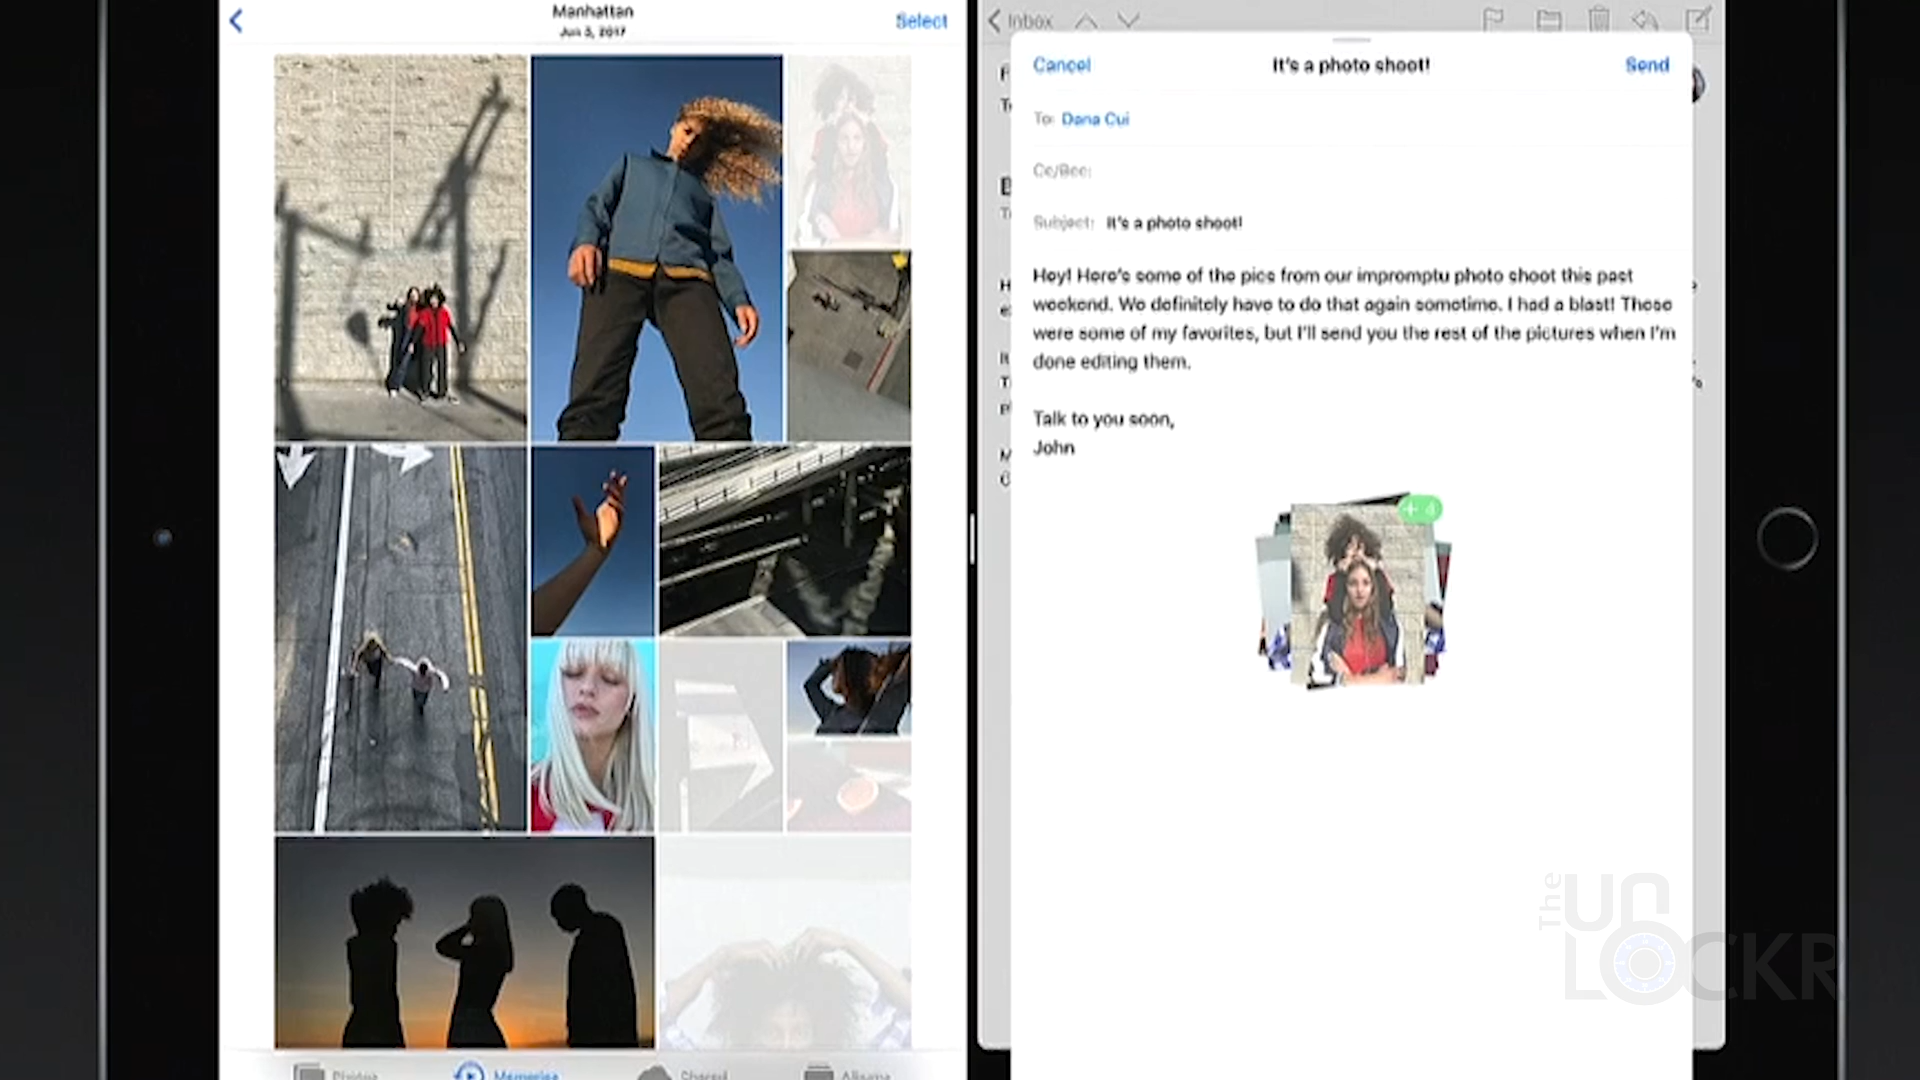 Manhattan
Jun 3, 2017
Select
Photos
Memories
Shared
Albums
Inbox
Cancel
It's a photo shoot!
Send
To: Dana Cui
Cc/Bcc:
Subject: It's a photo shoot!
Hey! Here's some of the pics from our impromptu photo shoot this past
weekend. We definitely have to do that again sometime. I had a blast! These
were some of my favorites, but I'll send you the rest of the pictures when I'm
done editing them.
Talk to you soon,
John
+ 4
The
UN
LOCKR